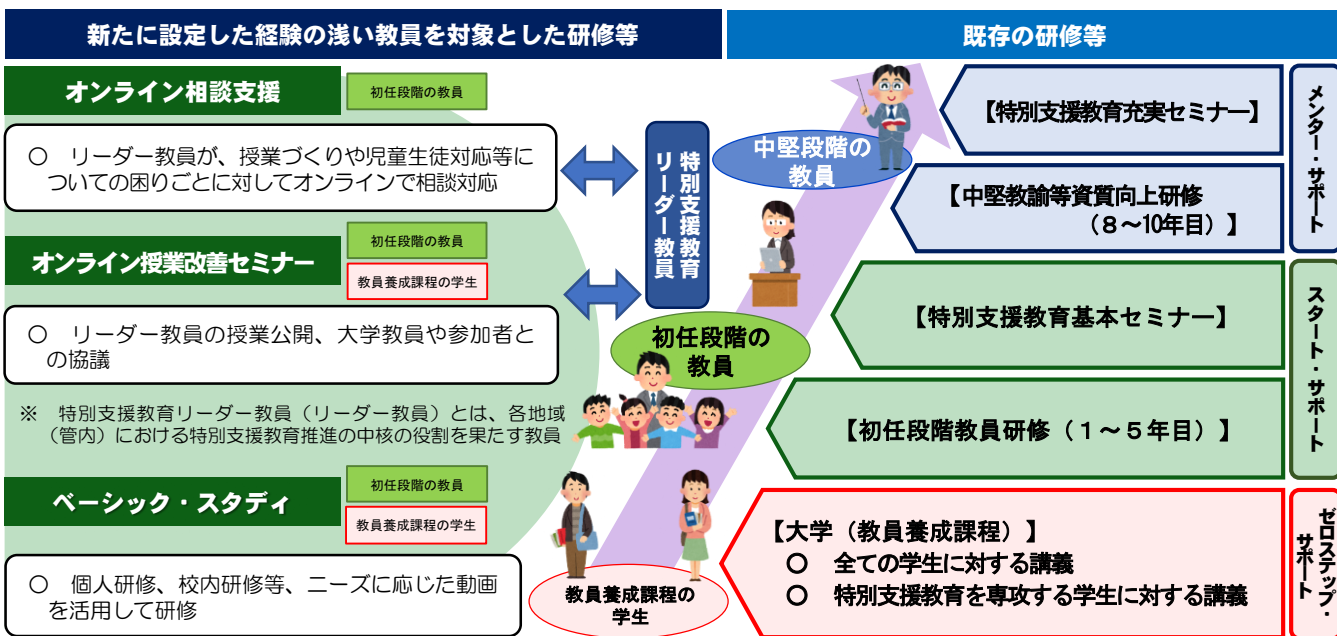 新たに設定した経験の浅い教員を対象とした研修等
オンライン相談支援
初任段階の教員
○　リーダー教員が、授業づくりや児童生徒対応等に
ついての困りごとに対してオンラインで相談対応
オンライン授業改善セミナー
初任段階の教員
教員養成課程の学生
○　リーダー教員の授業公開、大学教員や参加者と
の協議
※　特別支援教育リーダー教員（リーダー教員）とは、各地域
（管内）における特別支援教育推進の中核の役割を果たす教員
ベーシック・スタディ
初任段階の教員
教員養成課程の学生
○　個人研修、校内研修等、ニーズに応じた動画
を活用して研修
特別支援教育
リーダー教員
中堅段階の
教員
初任段階の
教員
教員養成課程の
学生
既存の研修等
【特別支援教育充実セミナー】
【中堅教諭等資質向上研修
（８～10年目）】
メンター・サポート
【特別支援教育基本セミナー】
【初任段階教員研修（１～５年目）】
スタート・サポート
【大学（教員養成課程）】
○　全ての学生に対する講義
○　特別支援教育を専攻する学生に対する講義
ゼロステップ・
サポート